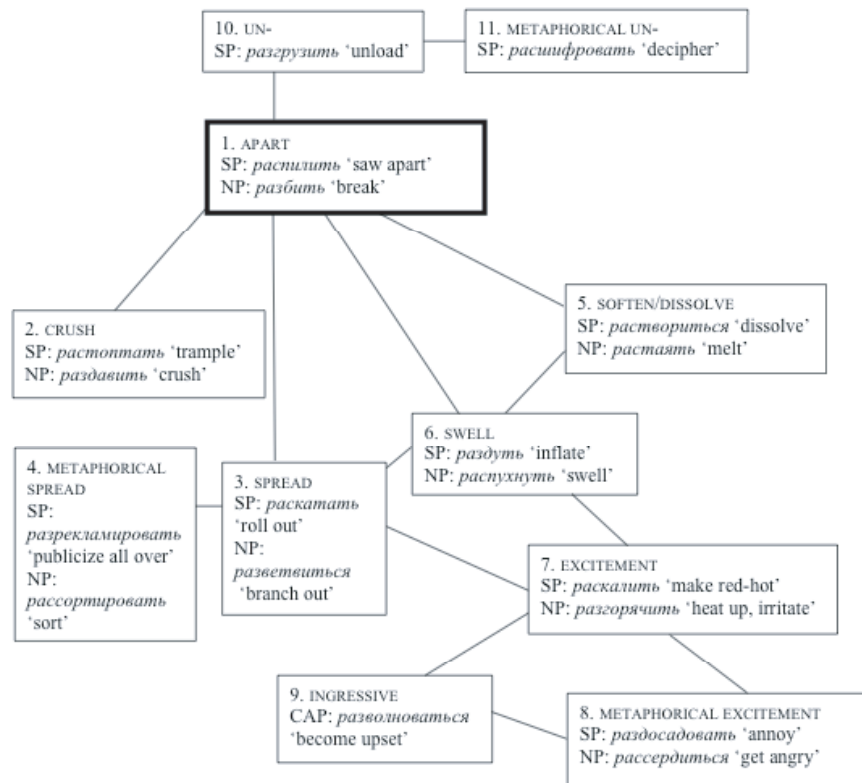 10. UN-
SP: разгрузить ‘unload’
11. METAPHORICAL UN-
SP: расшифровать ‘decipher’
1. APART
SP: распилить ‘saw apart’
NP: разбить ‘break’
2. CRUSH
SP: растоптать ‘trample’
NP: раздавить ‘crush’
5. SOFTEN/DISSOLVE
SP: раствориться ‘dissolve’
NP: растаять ‘melt’
6. SWELL
SP: раздуть ‘inflate’
NP: распухнуть ‘swell’
4. METAPHORICAL
SPREAD
SP:
разрекламировать
‘publicize all over’
NP:
рассортировать
‘sort’
3. SPREAD
SP: раскатать
‘roll out’
NP:
разветвиться
‘branch out’
7. EXCITEMENT
SP: раскалить ‘make red-hot’
NP: разгорячить ‘heat up, irritate’
9. INGRESSIVE
CAP: разволноваться
‘become upset’
8. METAPHORICAL EXCITEMENT
SP: раздосадовать ‘annoy’
NP: рассердиться ‘get angry’